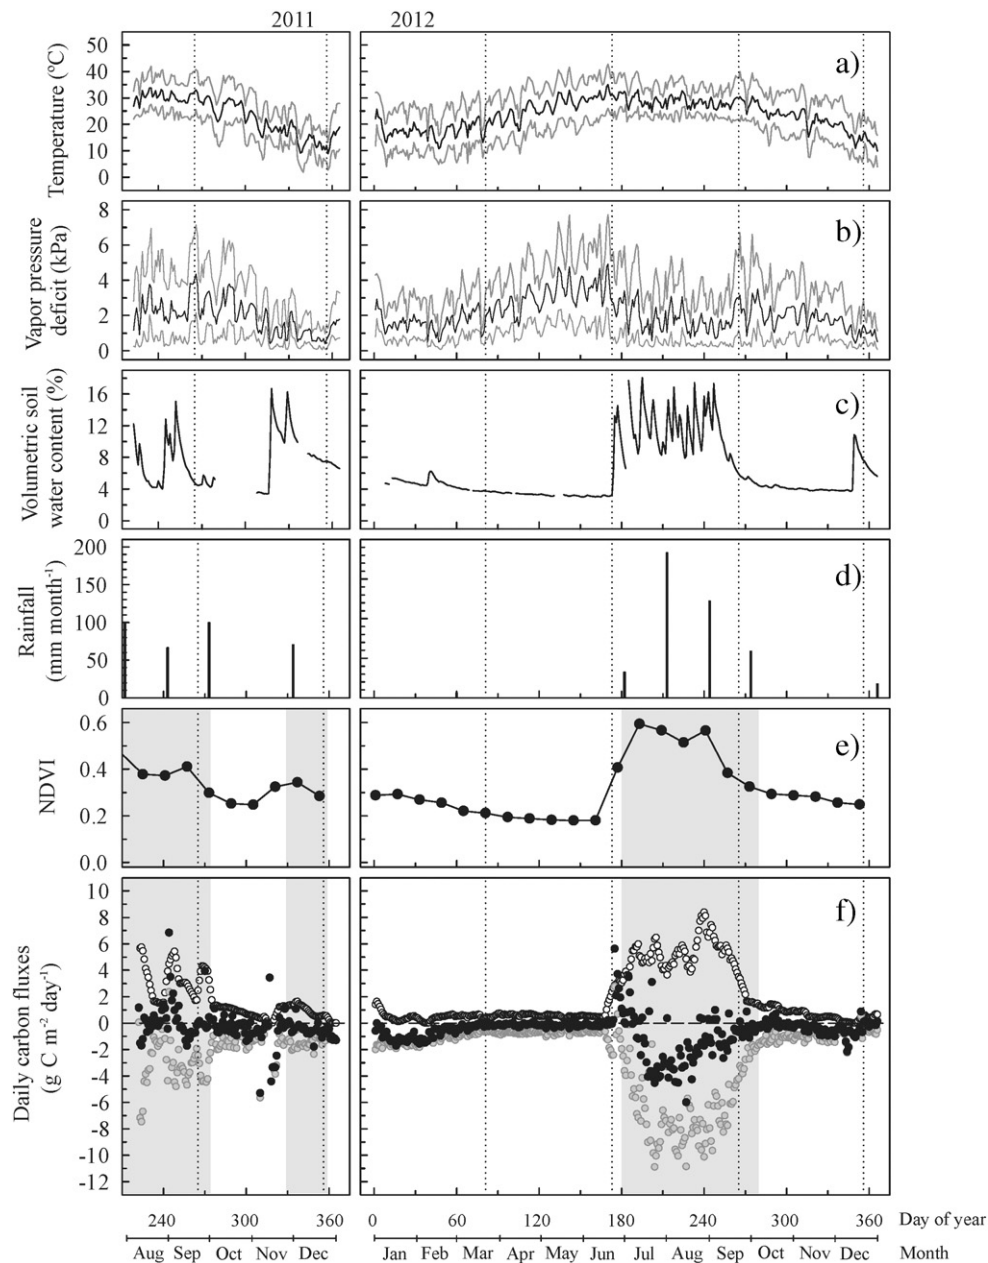 2011 2012
50
40
30
20
10
0
Temperature (°C)
a)
8
6
4
2
0
Vapor pressure
deficit (kPa)
b)
16
12
8
4
0
Volumetric soil
water content (%)
c)
200
150
100
50
0
Rainfall
(mm month⁻¹)
d)
0.6
0.4
0.2
0.0
NDVI
e)
10
8
6
4
2
0
-2
-4
-6
-8
-10
-12
Daily carbon fluxes
(g C m⁻² day⁻¹)
f)
240 300 360 0 60 120 180 240 300 360 Day of year
Aug Sep Oct Nov Dec Jan Feb Mar Apr May Jun Jul Aug Sep Oct Nov Dec Month